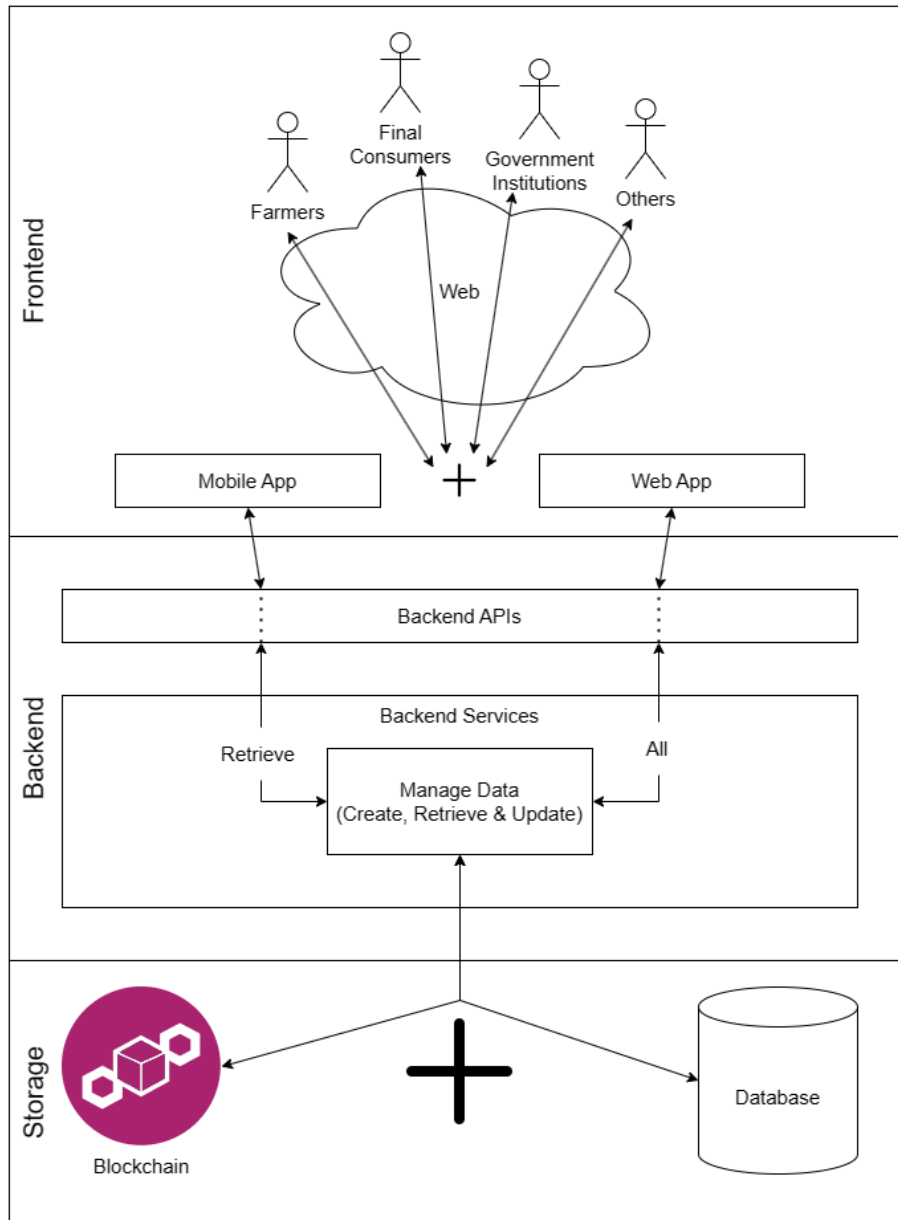 Frontend
Final
Consumers
Government
Institutions
Farmers
Others
Web
Mobile App
Web App
Backend
Backend APIs
Backend Services
Retrieve
All
Manage Data
(Create, Retrieve & Update)
Storage
Blockchain
Database